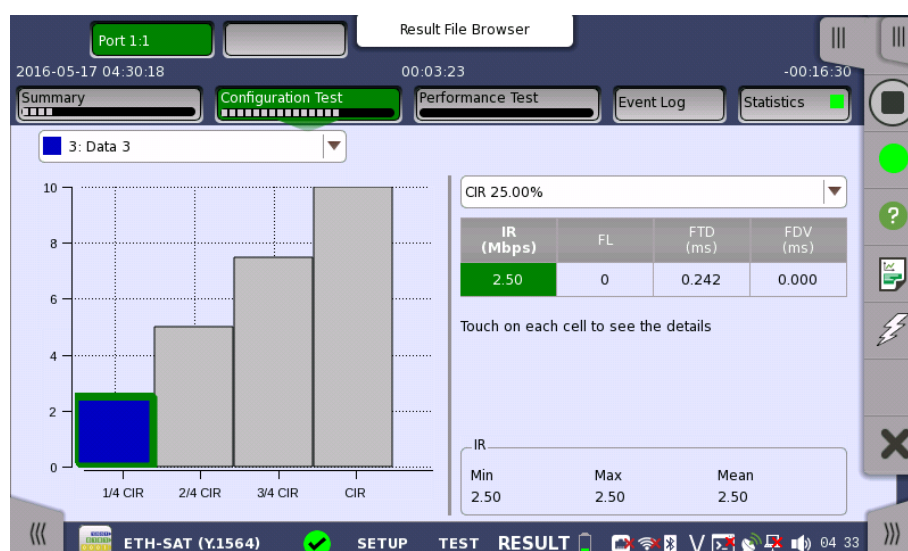 Port 1:1
Result File Browser
2016-05-17 04:30:18 00:03:23 -00:16:30
Summary Configuration Test Performance Test Event Log Statistics
3: Data 3
CIR 25.00%
IR (Mbps) FL FTD (ms) FDV (ms)
2.50 0 0.242 0.000
Touch on each cell to see the details
10
8
6
4
2
0
1/4 CIR 2/4 CIR 3/4 CIR CIR
IR
Min Max Mean
2.50 2.50 2.50
ETH-SAT (Y.1564) SETUP TEST RESULT 04 33